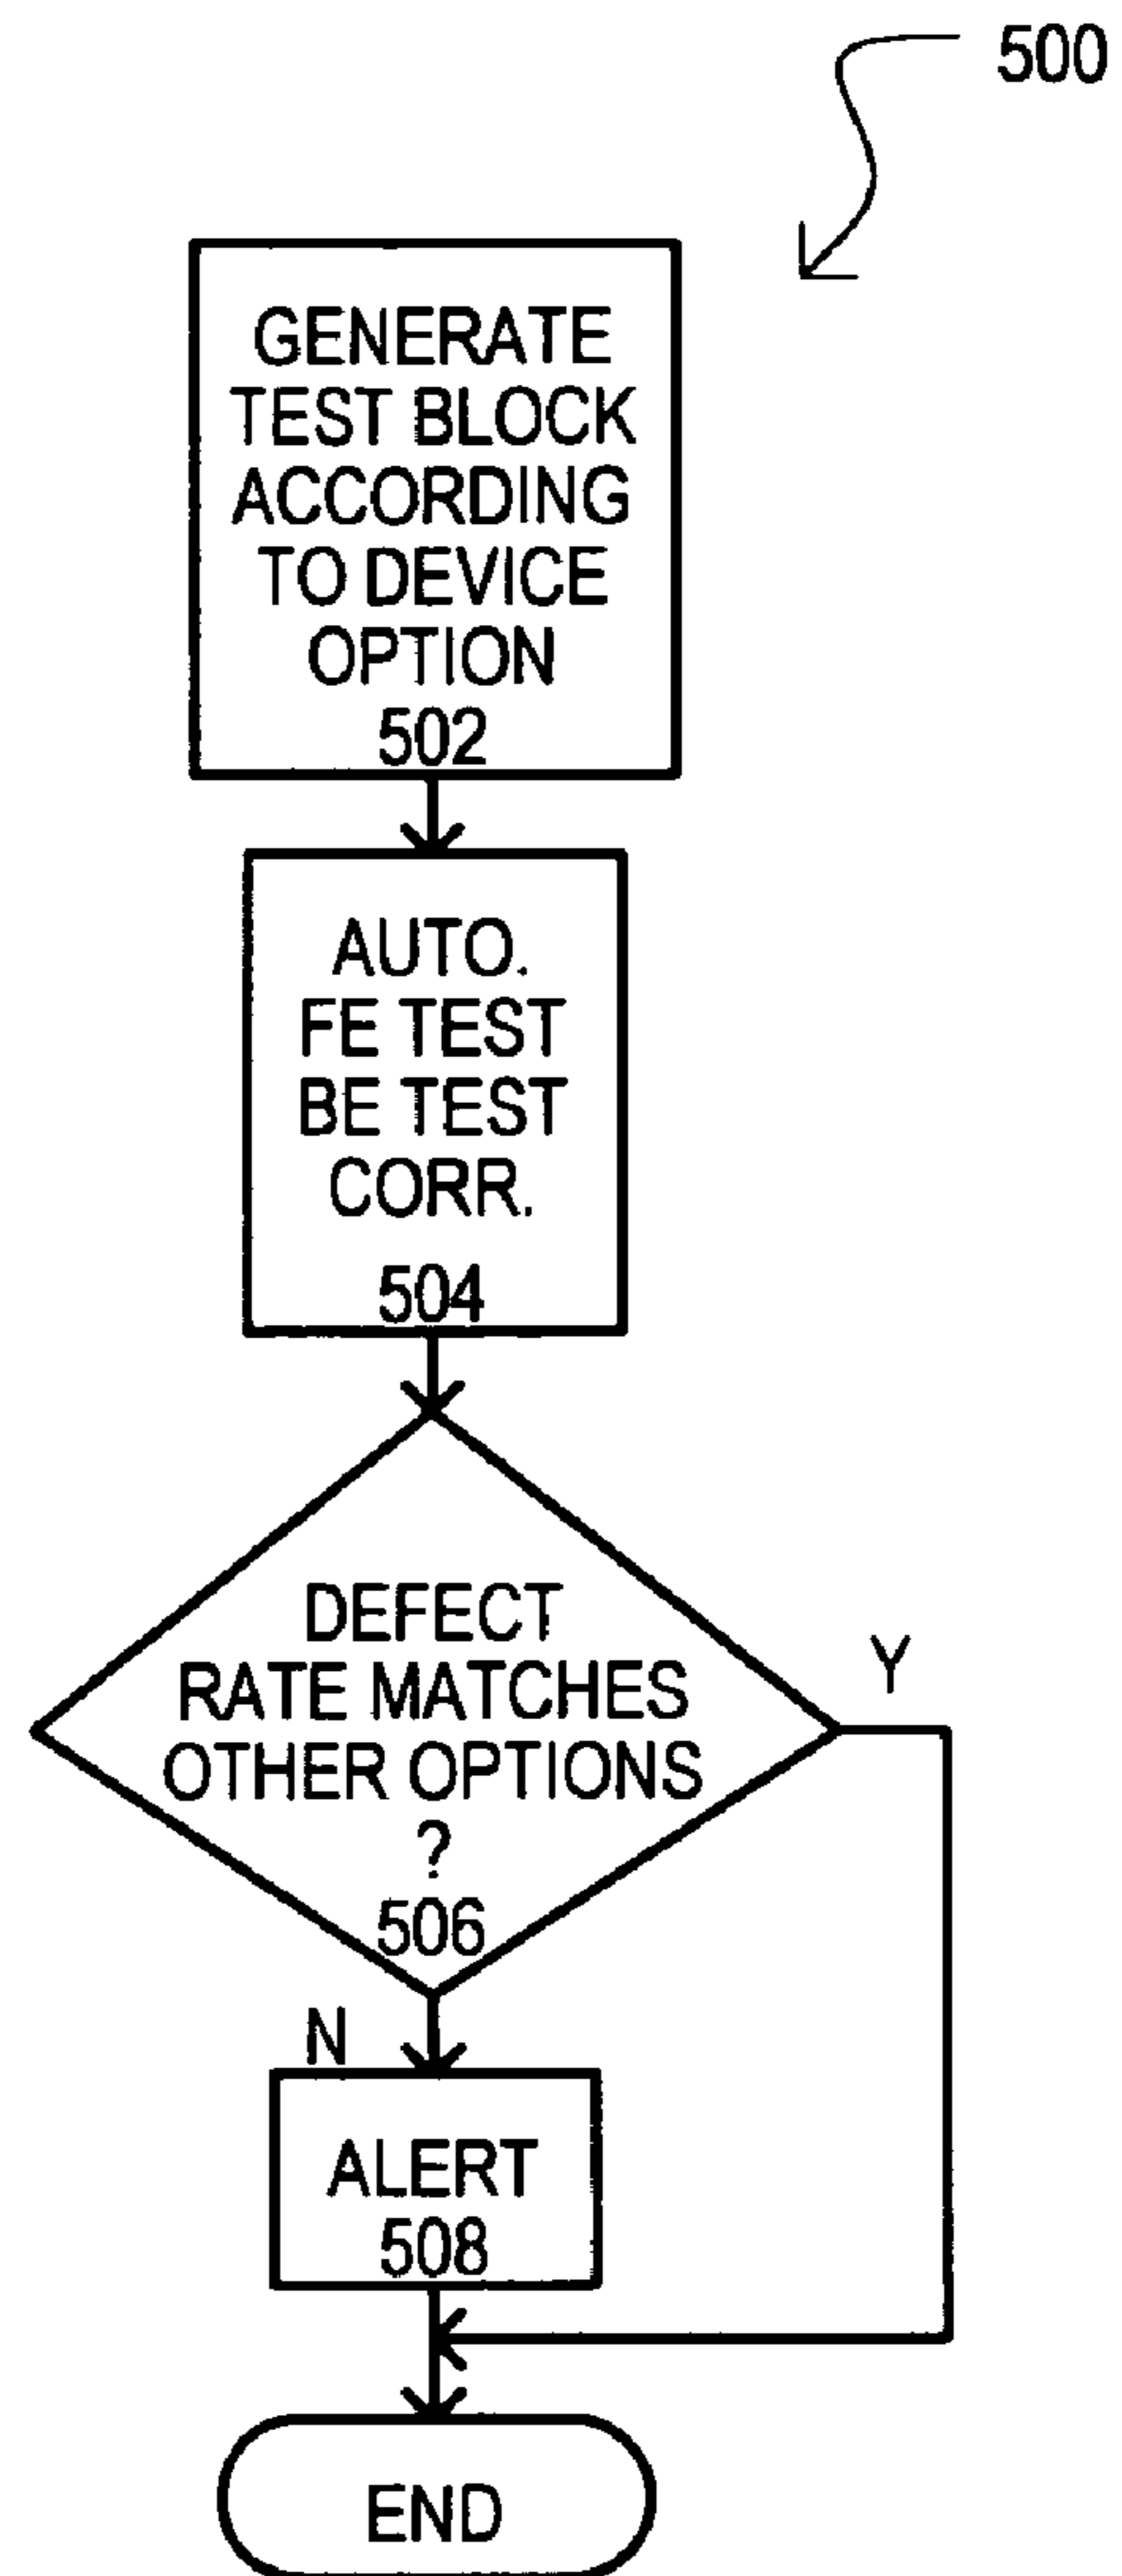 500
GENERATE
TEST BLOCK
ACCORDING
TO DEVICE
OPTION
502
AUTO.
FE TEST
BE TEST
CORR.
504
DEFECT
RATE MATCHES
OTHER OPTIONS
?
506
Y
N
ALERT
508
END